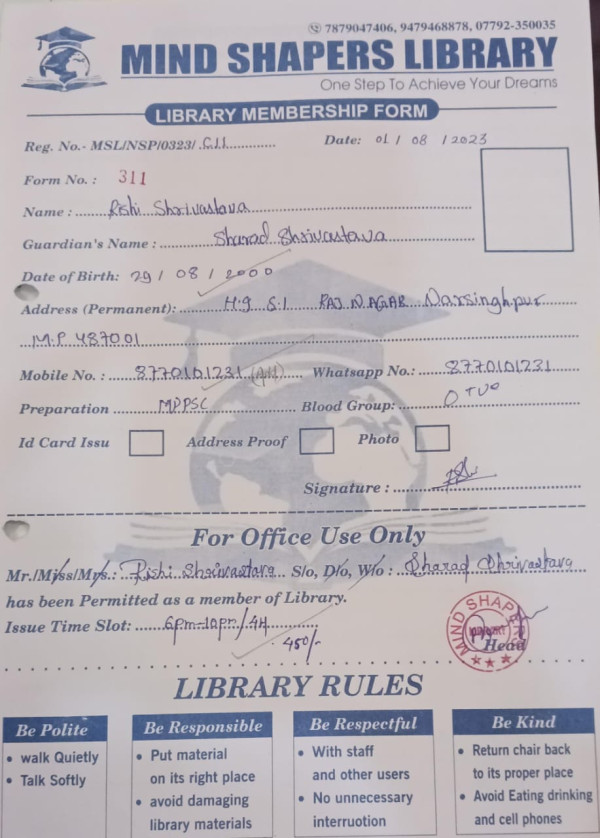 7879047406, 9479468878, 07792-350035
MIND SHAPERS LIBRARY
One Step To Achieve Your Dreams
LIBRARY MEMBERSHIP FORM
Reg. No.- MSL/NSP/0323/.C11............ Date: 01 / 08 / 2023
Form No. : 311
Name : Rishi Shrivastava
Guardian's Name : Sharad Shrivastava
Date of Birth: 29 / 08 / 2000
Address (Permanent): H.9 S.1 RAJ NAGAR Narsinghpur
M.P 487001
Mobile No. : 8770101231 Whatsapp No.: 8770101231
Preparation MPPSC Blood Group: O+ve
Id Card Issu Address Proof Photo
Signature :
For Office Use Only
Mr./Miss/Mrs.: Rishi Shrivastava S/o, D/o, W/o : Sharad Shrivastava
has been Permitted as a member of Library.
Issue Time Slot: 6pm-10pm/4H
450/-
MIND SHAPERS
Head
LIBRARY RULES
Be Polite
• walk Quietly
• Talk Softly
Be Responsible
• Put material
on its right place
• avoid damaging
library materials
Be Respectful
• With staff
and other users
• No unnecessary
interruotion
Be Kind
• Return chair back
to its proper place
• Avoid Eating drinking
and cell phones